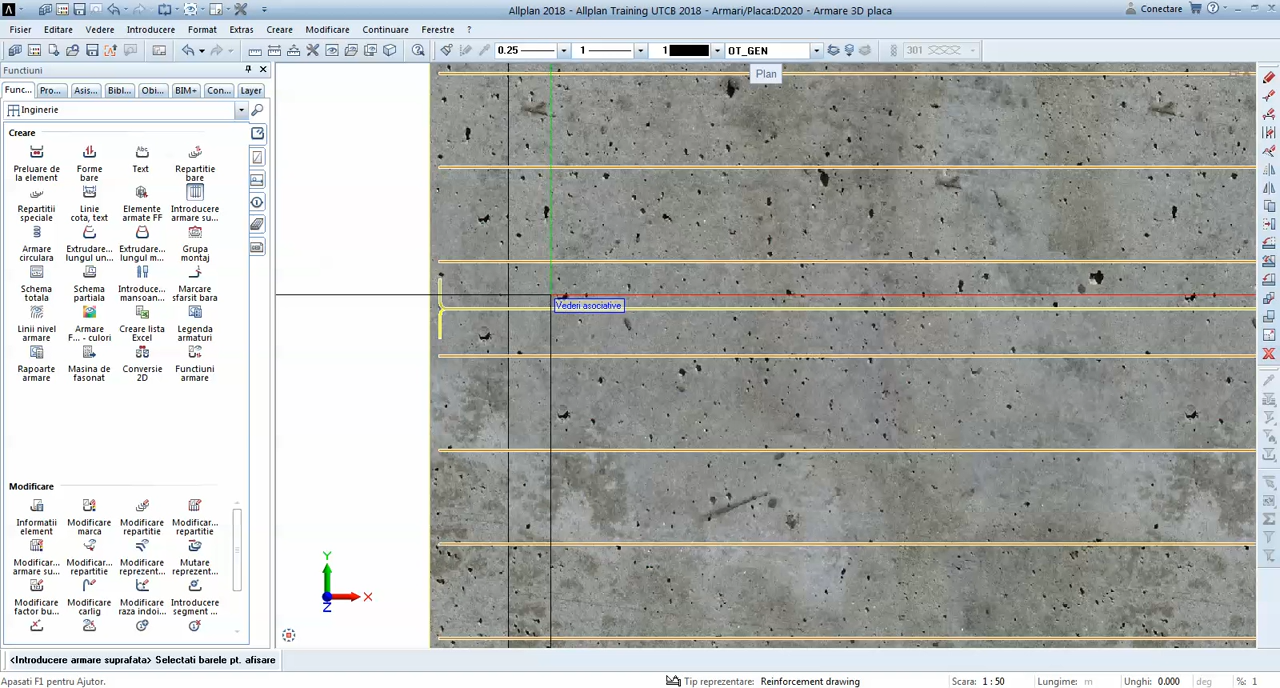 Allplan 2018 - Allplan Training UTCB 2018 - Armari/Placa:D2020 - Armare 3D placa
Conectare
Fisier Editare Vedere Introducere Format Extras Creare Modificare Continuare Ferestre ?
0.25 1 1 OT_GEN 301
Functiuni
Plan
Func... Pro... Asis... Bibl... Obi... BIM+ Con... Layer
Inginerie
Creare
Preluare de la element
Forme bare
Text
Repartitie bare
Repartitii speciale
Linie cota, text
Elemente armate FF
Introducere armare su...
Armare circulara
Extrudare... lungul un...
Extrudare... lungul m...
Grupa montaj
Schema totala
Schema partiala
Introduce... mansoan...
Marcare sfarsit bara
Linii nivel armare
Armare F... - culori
Creare lista Excel
Legenda armaturi
Rapoarte armare
Masina de fasonat
Conversie 2D
Functiuni armare
Vederi asociative
Modificare
Informatii element
Modificare marca
Modificare repartitie
Modificar... repartitie
Modificar... armare su...
Modificare... repartitie
Modificare reprezent...
Mutare reprezent...
Modificare factor bu...
Modificare carlig
Modificare raza indoi...
Introducere segment ...
Y
X
Z
<Introducere armare suprafata> Selectati barele pt. afisare
Apasati F1 pentru Ajutor.
Tip reprezentare: Reinforcement drawing Scara: 1 : 50 Lungime: m Unghi: 0.000 deg %: 1